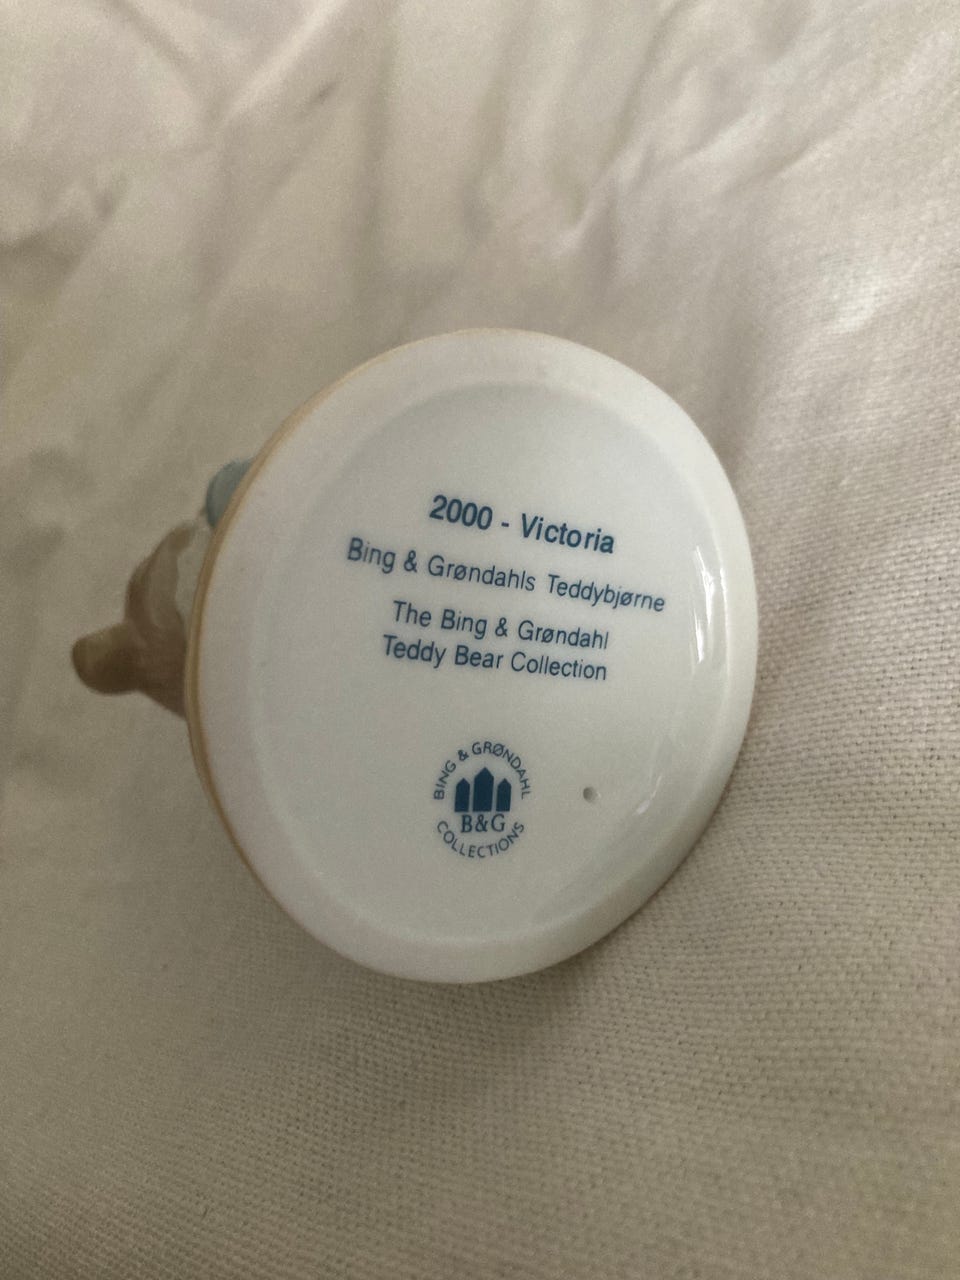 2000 - Victoria
Bing & Grøndahls Teddybjørne
The Bing & Grøndahl
Teddy Bear Collection
BING & GRØNDAHL
B&G
COLLECTIONS